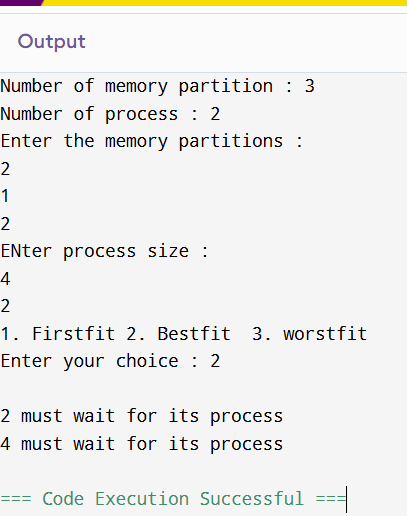 Output
Number of memory partition : 3
Number of process : 2
Enter the memory partitions :
2
1
2
ENter process size :
4
2
1. Firstfit 2. Bestfit  3. worstfit
Enter your choice : 2
2 must wait for its process
4 must wait for its process
=== Code Execution Successful ===